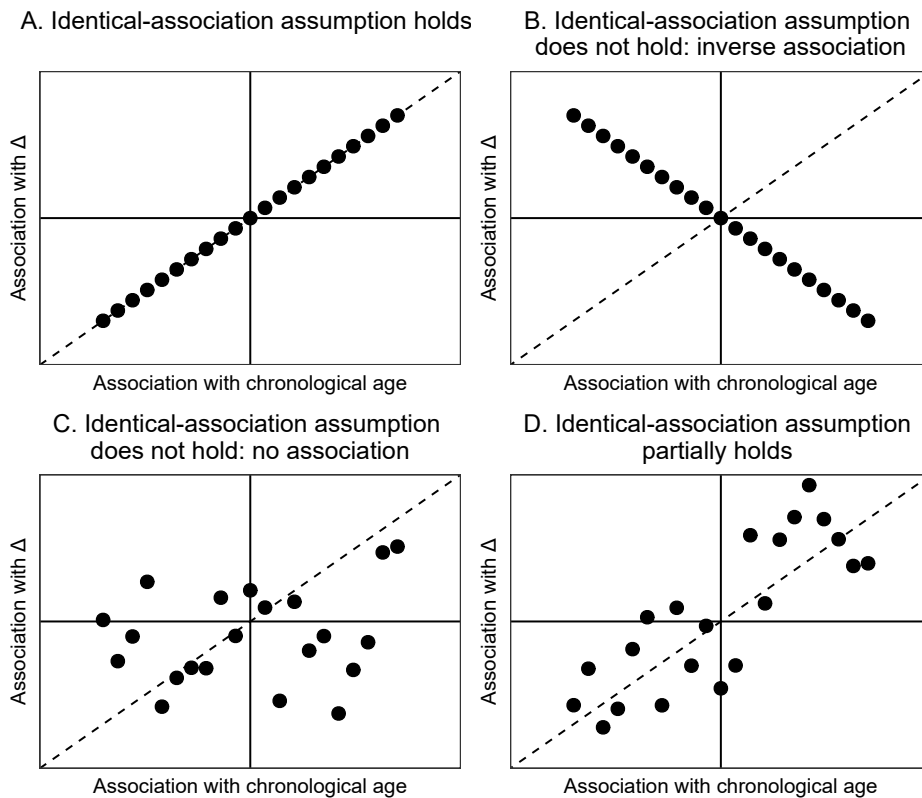 A. Identical-association assumption holds
B. Identical-association assumption
does not hold: inverse association
Association with Δ
Association with Δ
Association with chronological age
Association with chronological age
C. Identical-association assumption
does not hold: no association
D. Identical-association assumption
partially holds
Association with Δ
Association with Δ
Association with chronological age
Association with chronological age